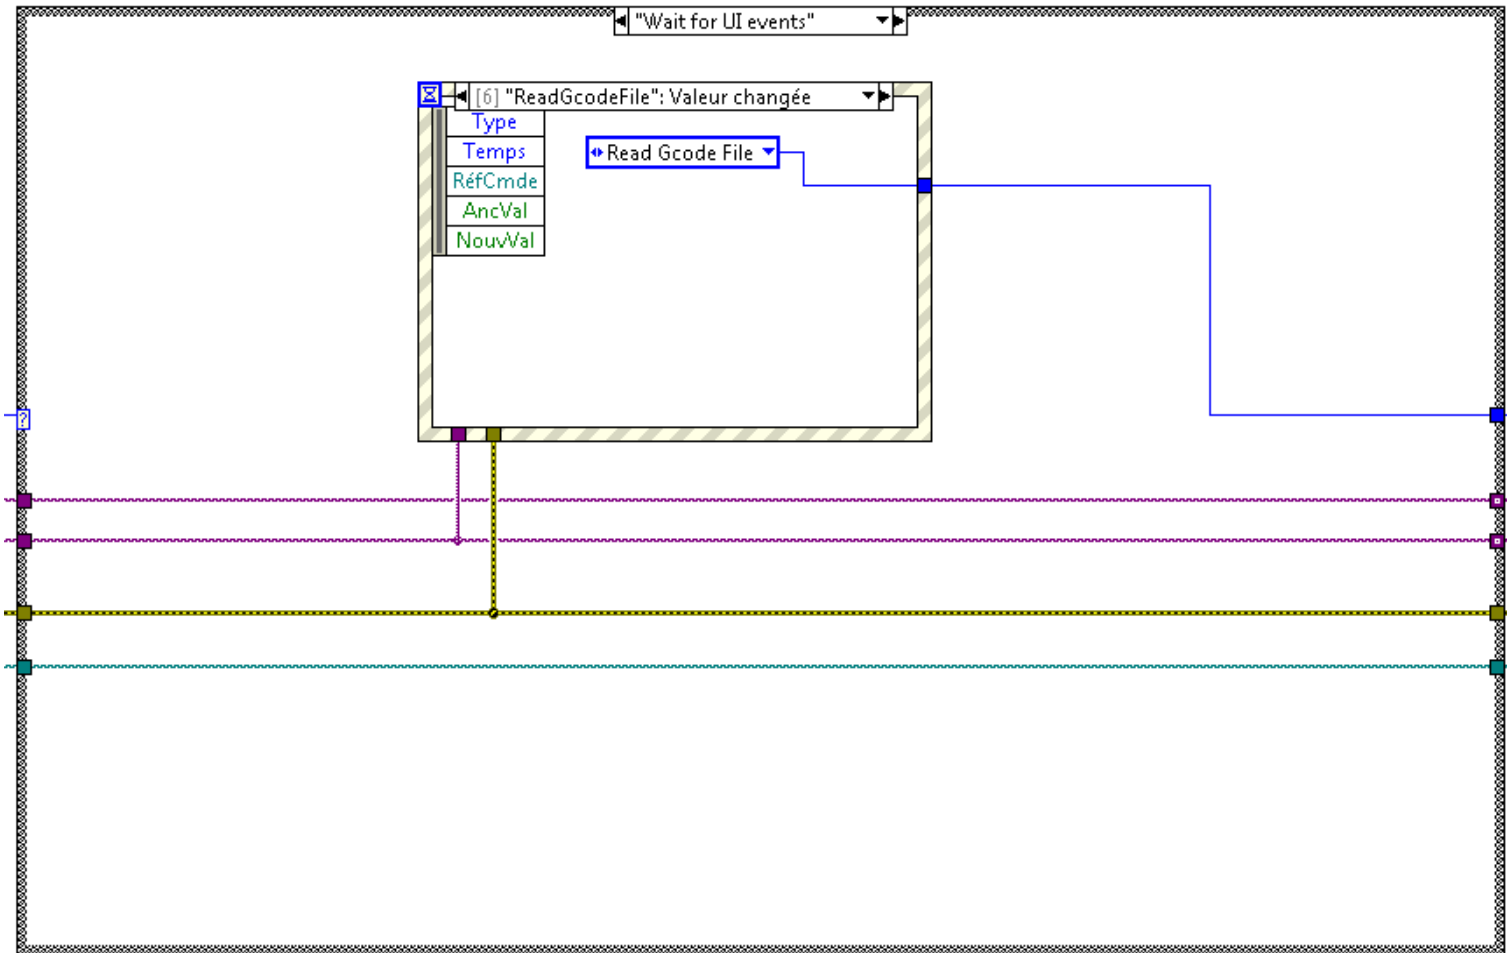 "Wait for UI events"
[6] "ReadGcodeFile": Valeur changée
Type
Temps
Read Gcode File
RéfCmde
AncVal
NouvVal
?